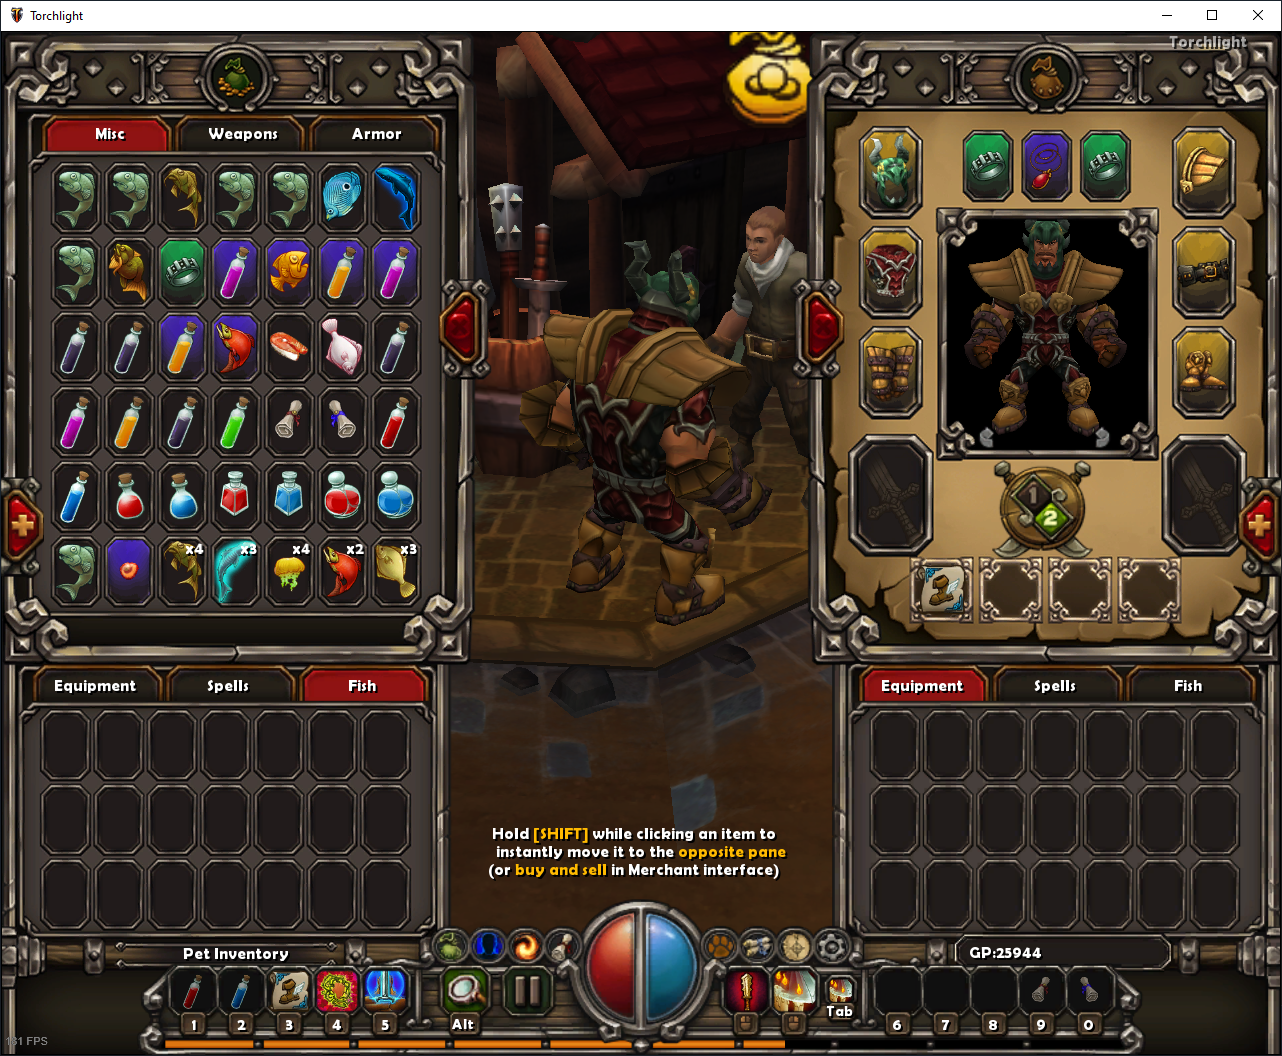 Torchlight
Torchlight
Misc
Weapons
Armor
x4
x3
x4
x2
x3
1
2
Equipment
Spells
Fish
Equipment
Spells
Fish
Hold [SHIFT] while clicking an item to
instantly move it to the opposite pane
(or buy and sell in Merchant interface)
Pet Inventory
GP:25944
1
2
3
4
5
Alt
Tab
6
7
8
9
0
131 FPS